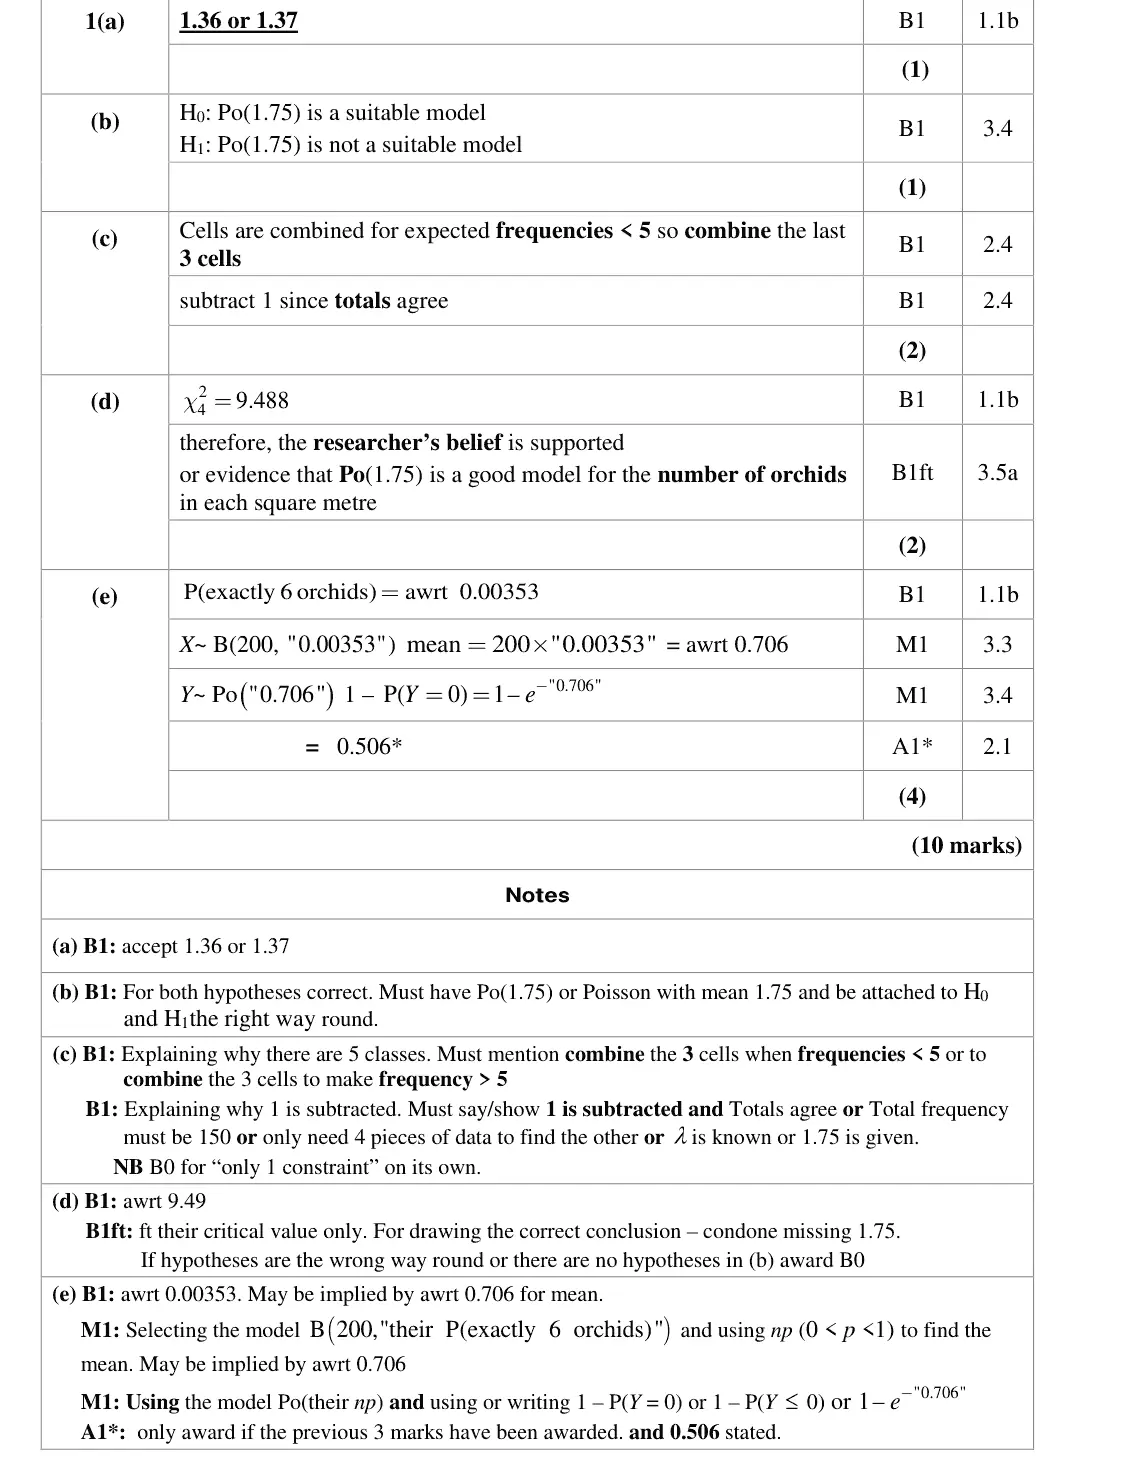 1(a) 1.36 or 1.37 B1 1.1b
(1)
(b) H₀: Po(1.75) is a suitable model
H₁: Po(1.75) is not a suitable model B1 3.4
(1)
(c) Cells are combined for expected frequencies < 5 so combine the last
3 cells B1 2.4
subtract 1 since totals agree B1 2.4
(2)
(d) χ²₄ = 9.488 B1 1.1b
therefore, the researcher's belief is supported
or evidence that Po(1.75) is a good model for the number of orchids
in each square metre B1ft 3.5a
(2)
(e) P(exactly 6 orchids) = awrt 0.00353 B1 1.1b
X~ B(200, "0.00353") mean = 200×"0.00353" = awrt 0.706 M1 3.3
Y~ Po("0.706") 1 – P(Y = 0) = 1 – e^–"0.706" M1 3.4
= 0.506* A1* 2.1
(4)
(10 marks)
Notes
(a) B1: accept 1.36 or 1.37
(b) B1: For both hypotheses correct. Must have Po(1.75) or Poisson with mean 1.75 and be attached to H₀
and H₁the right way round.
(c) B1: Explaining why there are 5 classes. Must mention combine the 3 cells when frequencies < 5 or to
combine the 3 cells to make frequency > 5
B1: Explaining why 1 is subtracted. Must say/show 1 is subtracted and Totals agree or Total frequency
must be 150 or only need 4 pieces of data to find the other or λ is known or 1.75 is given.
NB B0 for "only 1 constraint" on its own.
(d) B1: awrt 9.49
B1ft: ft their critical value only. For drawing the correct conclusion – condone missing 1.75.
If hypotheses are the wrong way round or there are no hypotheses in (b) award B0
(e) B1: awrt 0.00353. May be implied by awrt 0.706 for mean.
M1: Selecting the model B(200,"their P(exactly 6 orchids)") and using np (0 < p <1) to find the
mean. May be implied by awrt 0.706
M1: Using the model Po(their np) and using or writing 1 – P(Y = 0) or 1 – P(Y ≤ 0) or 1 – e^–"0.706"
A1*: only award if the previous 3 marks have been awarded. and 0.506 stated.